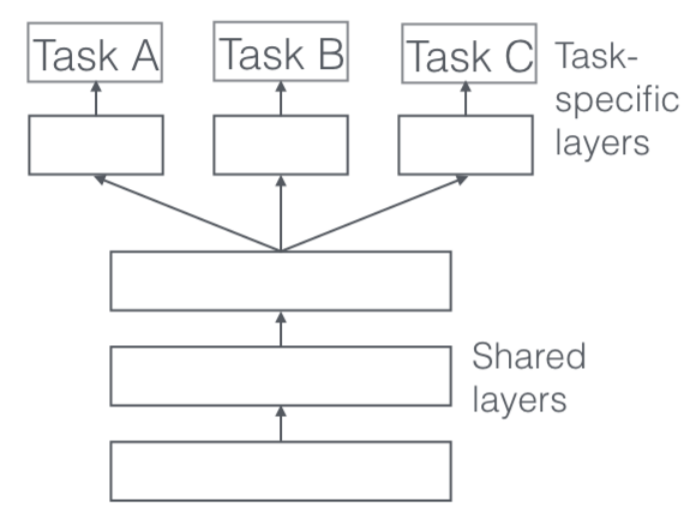 Task A
Task B
Task C
Task-
specific
layers
Shared
layers